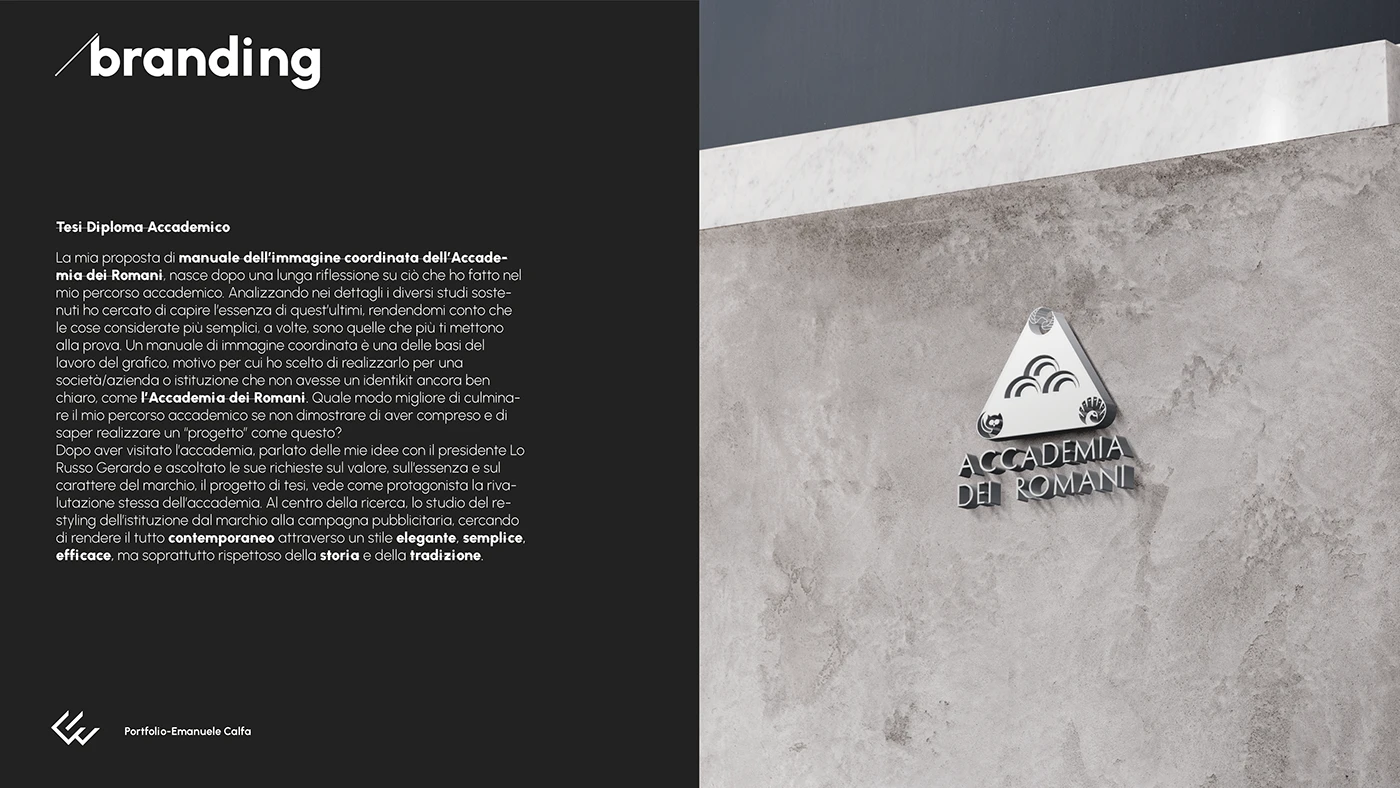 branding
Tesi Diploma Accademico
La mia proposta di manuale dell'immagine coordinata dell'Accade-
mia dei Romani, nasce dopo una lunga riflessione su ciò che ho fatto nel
mio percorso accademico. Analizzando nei dettagli i diversi studi soste-
nuti ho cercato di capire l'essenza di quest'ultimi, rendendomi conto che
le cose considerate più semplici, a volte, sono quelle che più ti mettono
alla prova. Un manuale di immagine coordinata è una delle basi del
lavoro del grafico, motivo per cui ho scelto di realizzarlo per una
società/azienda o istituzione che non avesse un identikit ancora ben
chiaro, come l'Accademia dei Romani. Quale modo migliore di culmina-
re il mio percorso accademico se non dimostrare di aver compreso e di
saper realizzare un "progetto" come questo?
Dopo aver visitato l'accademia, parlato delle mie idee con il presidente Lo
Russo Gerardo e ascoltato le sue richieste sul valore, sull'essenza e sul
carattere del marchio, il progetto di tesi, vede come protagonista la riva-
lutazione stessa dell'accademia. Al centro della ricerca, lo studio del re-
styling dell'istituzione dal marchio alla campagna pubblicitaria, cercando
di rendere il tutto contemporaneo attraverso un stile elegante, semplice,
efficace, ma soprattutto rispettoso della storia e della tradizione.
Portfolio-Emanuele Calfa
ACCADEMIA
DEI ROMANI